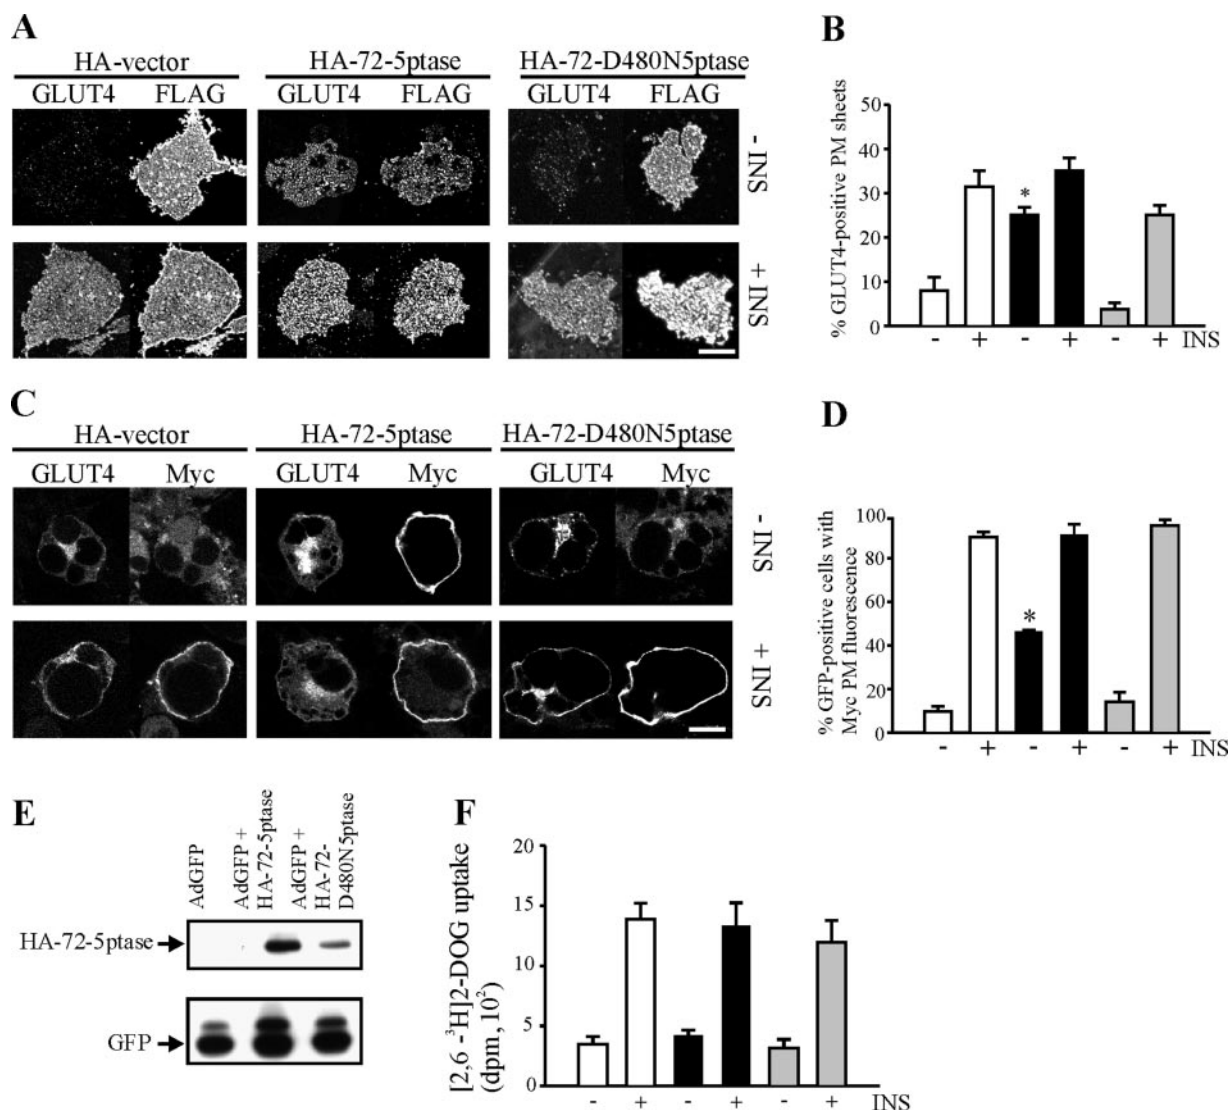 A
HA-vector HA-72-5ptase HA-72-D480N5ptase
GLUT4 FLAG GLUT4 FLAG GLUT4 FLAG
- INS
+ INS
B
% GLUT4-positive PM sheets
50
40
30
20
10
0
*
- + - + - + INS
C
HA-vector HA-72-5ptase HA-72-D480N5ptase
GLUT4 Myc GLUT4 Myc GLUT4 Myc
- INS
+ INS
D
% GFP-positive cells with
Myc PM fluorescence
100
80
60
40
20
0
*
- + - + - + INS
E
AdGFP
AdGFP +
HA-72-5ptase
AdGFP +
HA-72-
D480N5ptase
HA-72-5ptase
GFP
F
[2,6 -³H]2-DOG uptake
(dpm, 10²)
20
15
10
5
0
- + - + - + INS